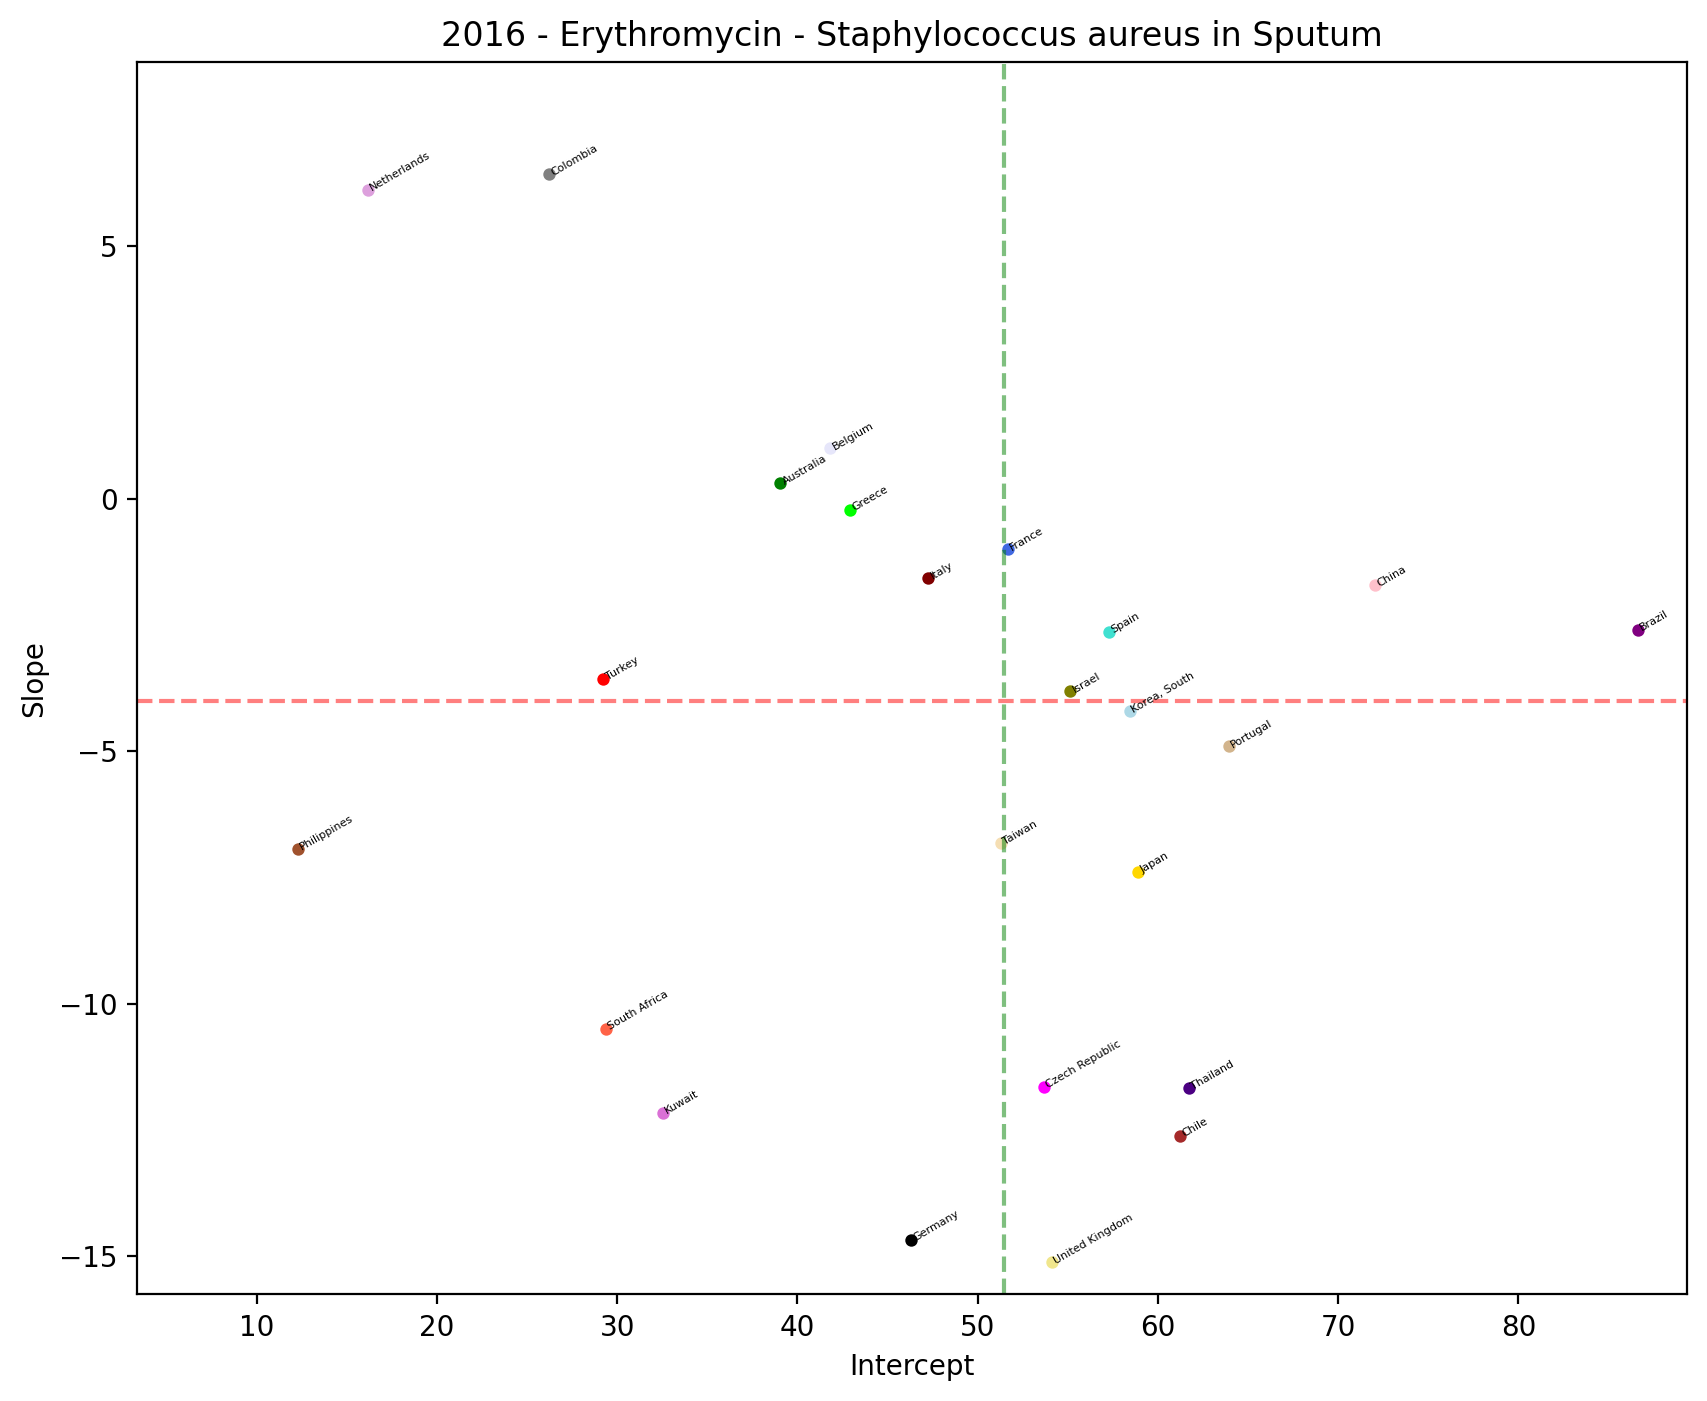 2016 - Erythromycin - Staphylococcus aureus in Sputum
Netherlands
Colombia
5
Belgium
Australia
0
Greece
France
Italy
China
Spain
Brazil
Turkey
Israel
Korea, South
Slope
Portugal
−5
Philippines
Taiwan
Japan
South Africa
−10
Czech Republic
Thailand
Kuwait
Chile
Germany
United Kingdom
−15
10 20 30 40 50 60 70 80
Intercept